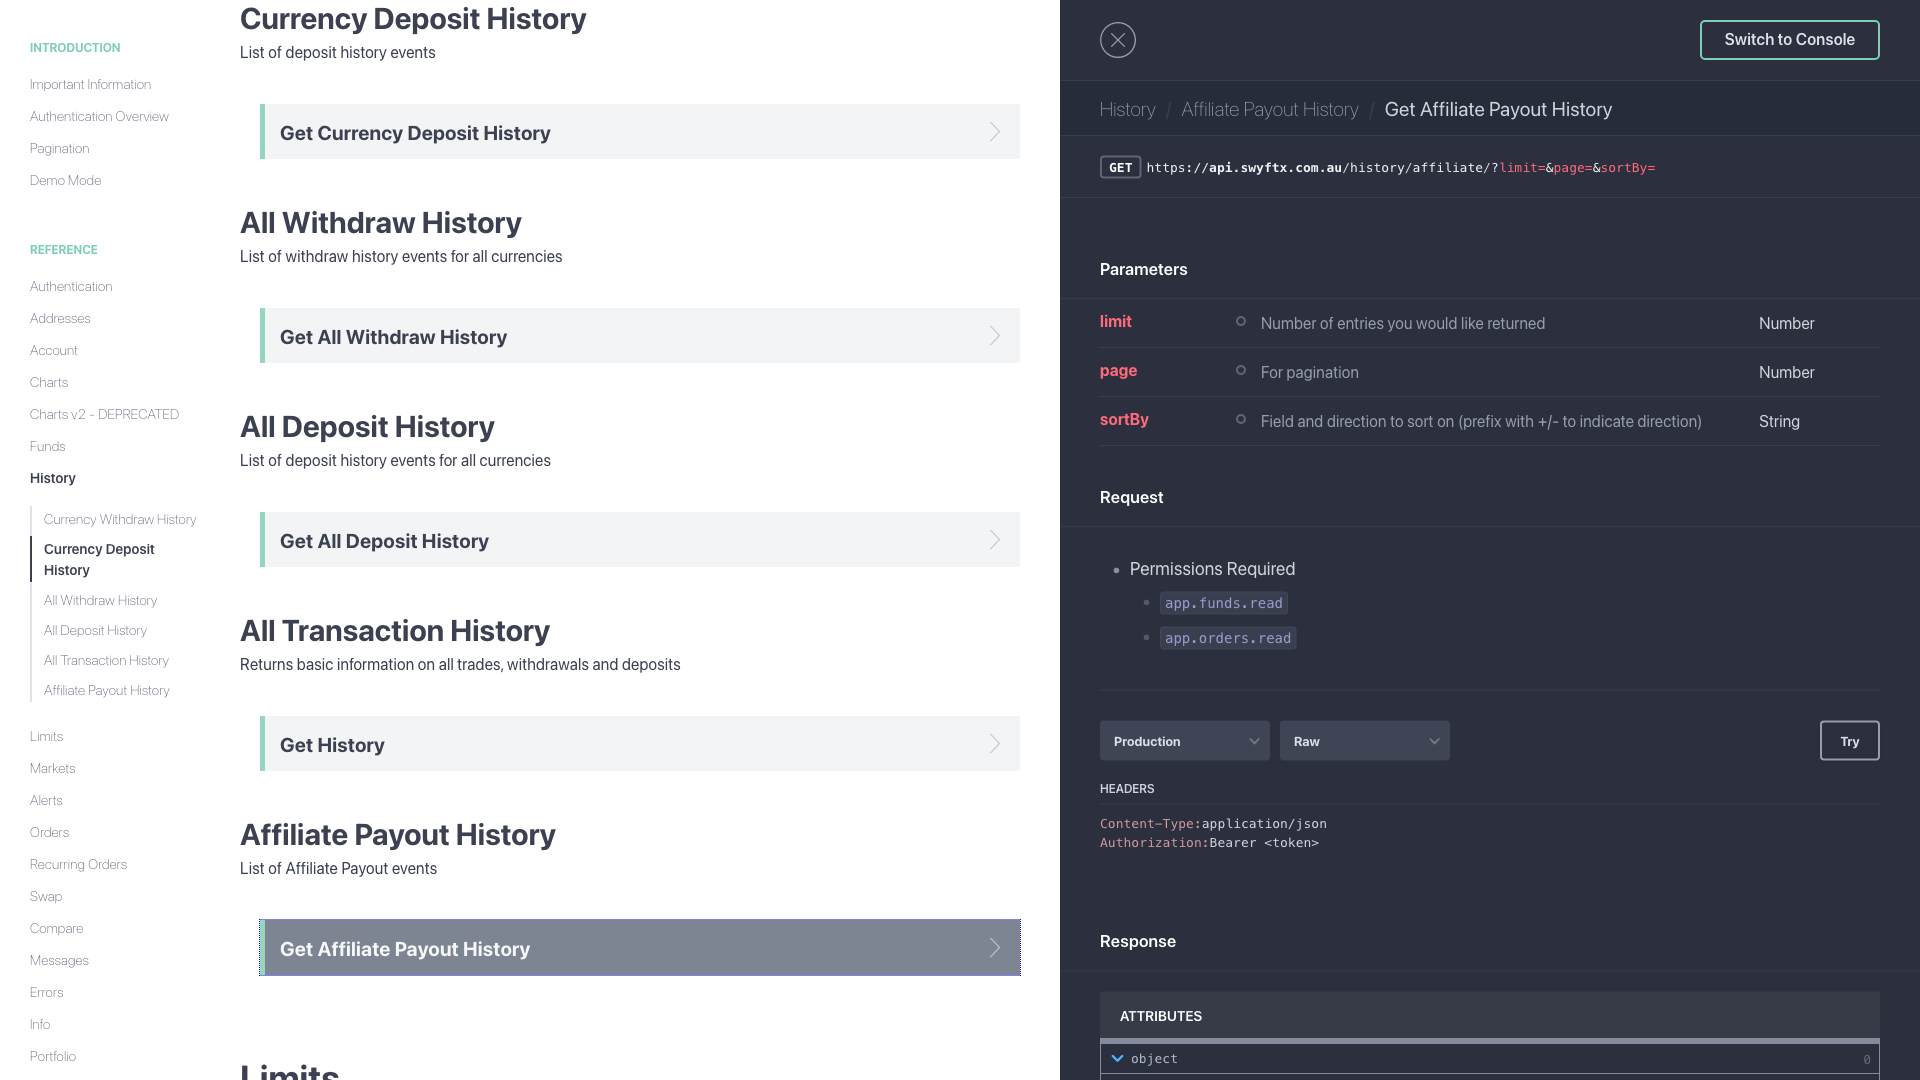 INTRODUCTION
Important Information
Authentication Overview
Pagination
Demo Mode
REFERENCE
Authentication
Addresses
Account
Charts
Charts v2 - DEPRECATED
Funds
History
Currency Withdraw History
Currency Deposit
History
All Withdraw History
All Deposit History
All Transaction History
Affiliate Payout History
Limits
Markets
Alerts
Orders
Recurring Orders
Swap
Compare
Messages
Errors
Info
Portfolio
Currency Deposit History
List of deposit history events
Get Currency Deposit History
All Withdraw History
List of withdraw history events for all currencies
Get All Withdraw History
All Deposit History
List of deposit history events for all currencies
Get All Deposit History
All Transaction History
Returns basic information on all trades, withdrawals and deposits
Get History
Affiliate Payout History
List of Affiliate Payout events
Get Affiliate Payout History
Limits
Switch to Console
History / Affiliate Payout History / Get Affiliate Payout History
GET https://api.swyftx.com.au/history/affiliate/?limit=&page=&sortBy=
Parameters
limit Number of entries you would like returned Number
page For pagination Number
sortBy Field and direction to sort on (prefix with +/- to indicate direction) String
Request
Permissions Required
app.funds.read
app.orders.read
Production Raw Try
HEADERS
Content-Type:application/json
Authorization:Bearer <token>
Response
ATTRIBUTES
object 0